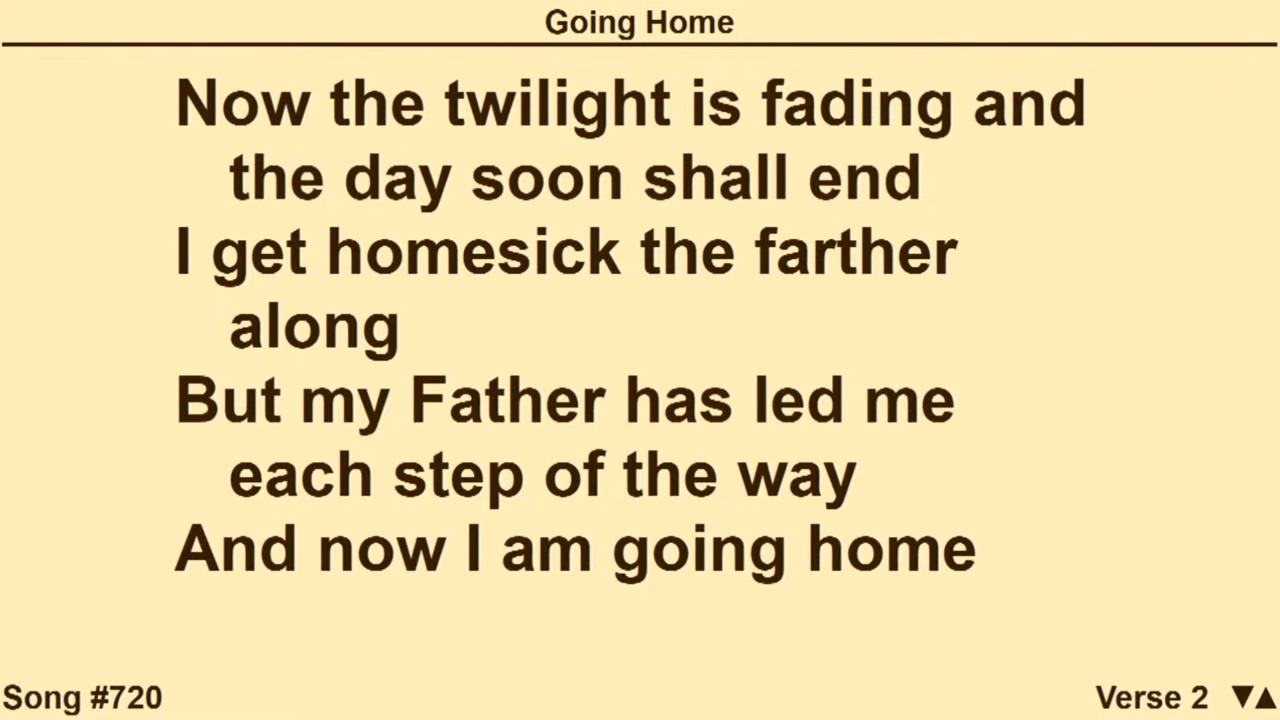 Going Home
Now the twilight is fading and
the day soon shall end
I get homesick the farther
along
But my Father has led me
each step of the way
And now I am going home
Song #720
Verse 2 ▼▲